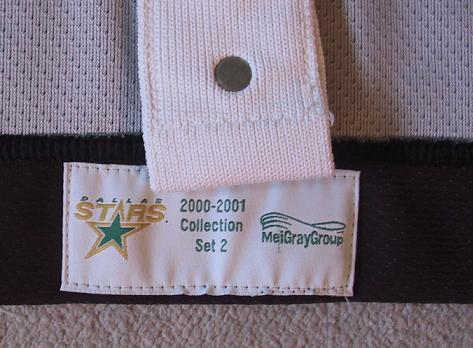 DALLAS
STARS
2000-2001
Collection
Set 2
MeiGrayGroup